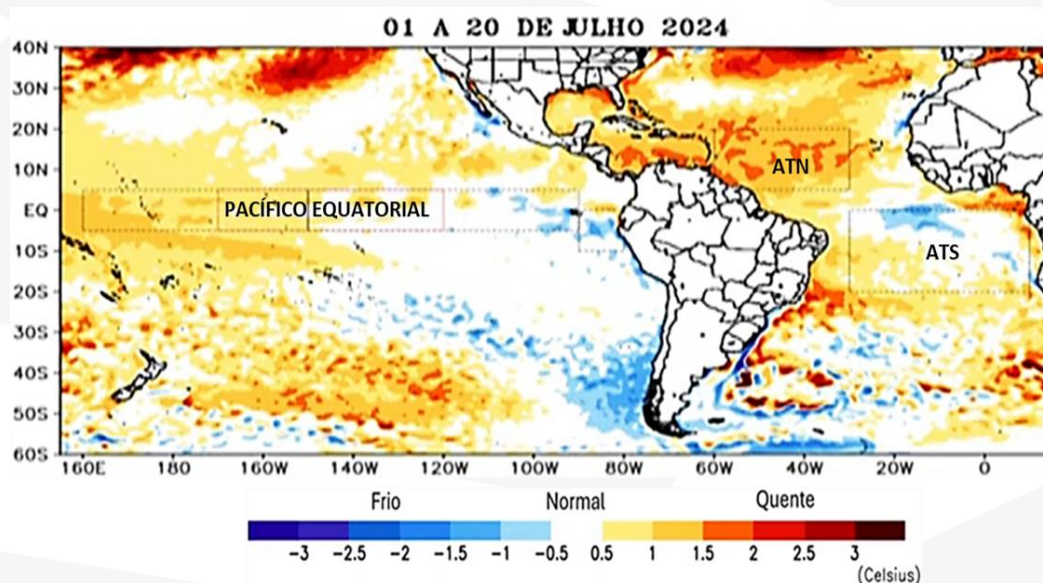 01 A 20 DE JULHO 2024
40N
30N
20N
10N
EQ
10S
20S
30S
40S
50S
60S
ATN
PACÍFICO EQUATORIAL
ATS
160E 180 160W 140W 120W 100W 80W 60W 40W 20W 0
Frio Normal Quente
-3 -2.5 -2 -1.5 -1 -0.5 0.5 1 1.5 2 2.5 3
(Celsius)